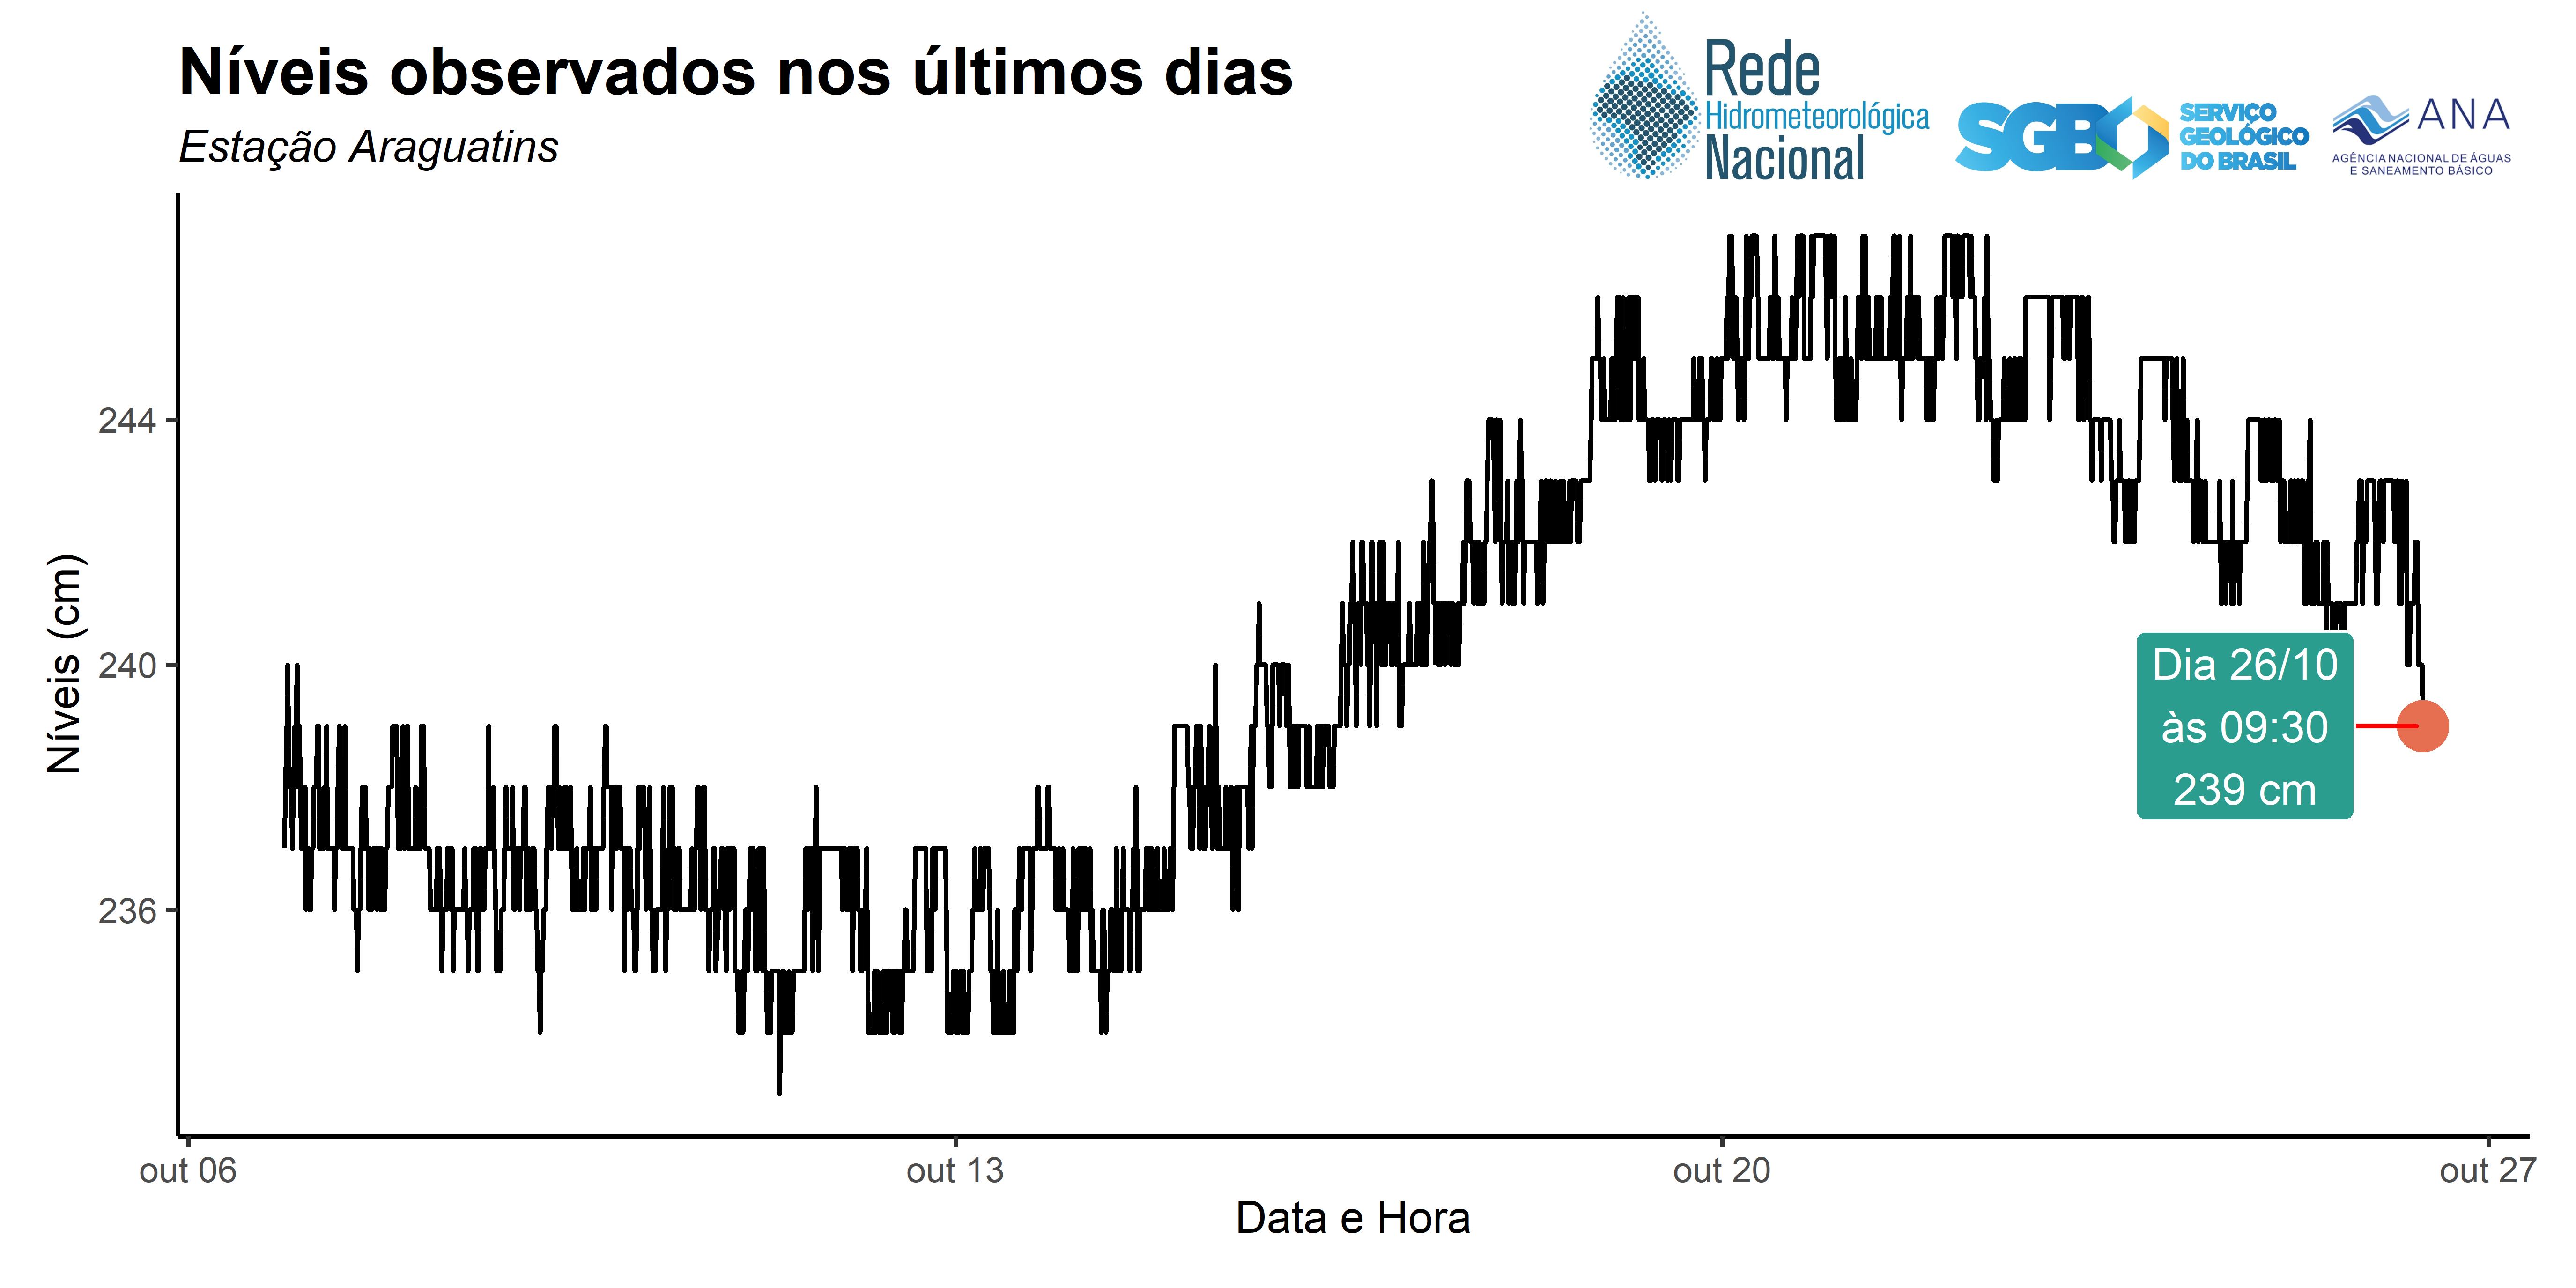 Níveis observados nos últimos dias
Estação Araguatins
Rede
Hidrometeorológica
Nacional
SGB
SERVIÇO
GEOLÓGICO
DO BRASIL
ANA
AGÊNCIA NACIONAL DE ÁGUAS
E SANEAMENTO BÁSICO
Níveis (cm)
244
240
236
Dia 26/10
às 09:30
239 cm
out 06
out 13
out 20
out 27
Data e Hora